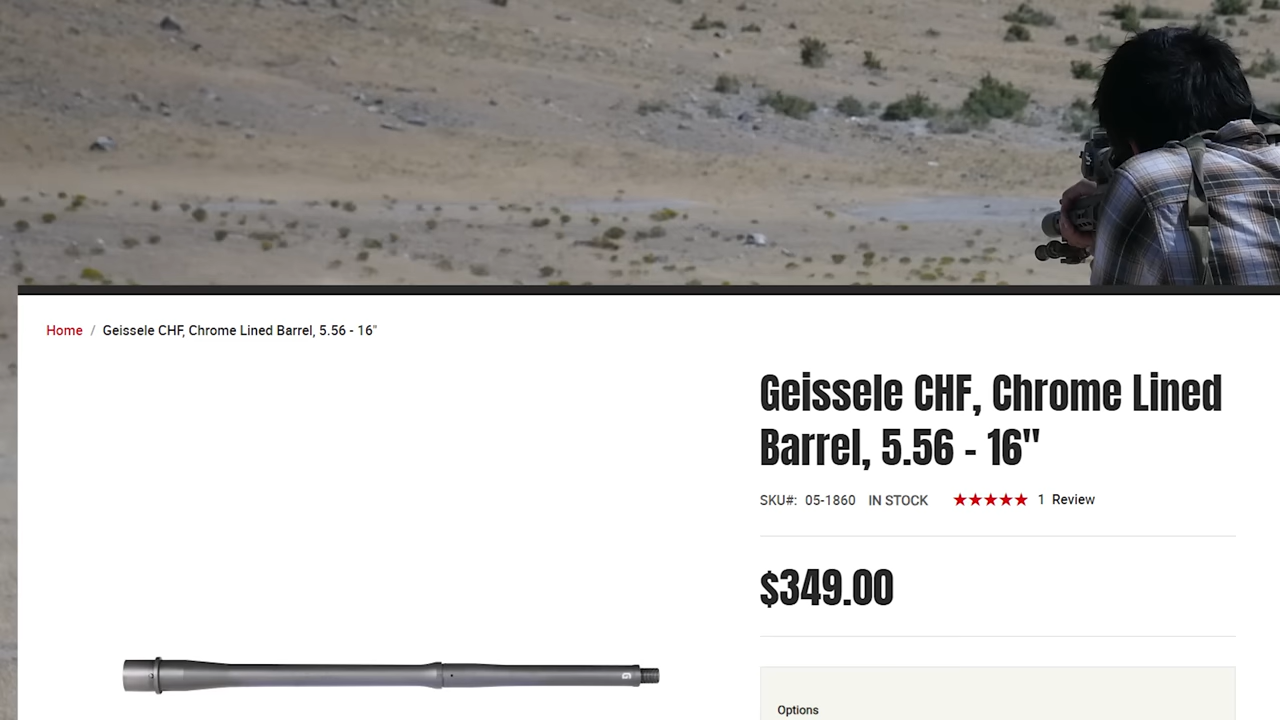 Home / Geissele CHF, Chrome Lined Barrel, 5.56 - 16"
Geissele CHF, Chrome Lined
Barrel, 5.56 - 16"
SKU#: 05-1860 IN STOCK 1 Review
$349.00
G
Options